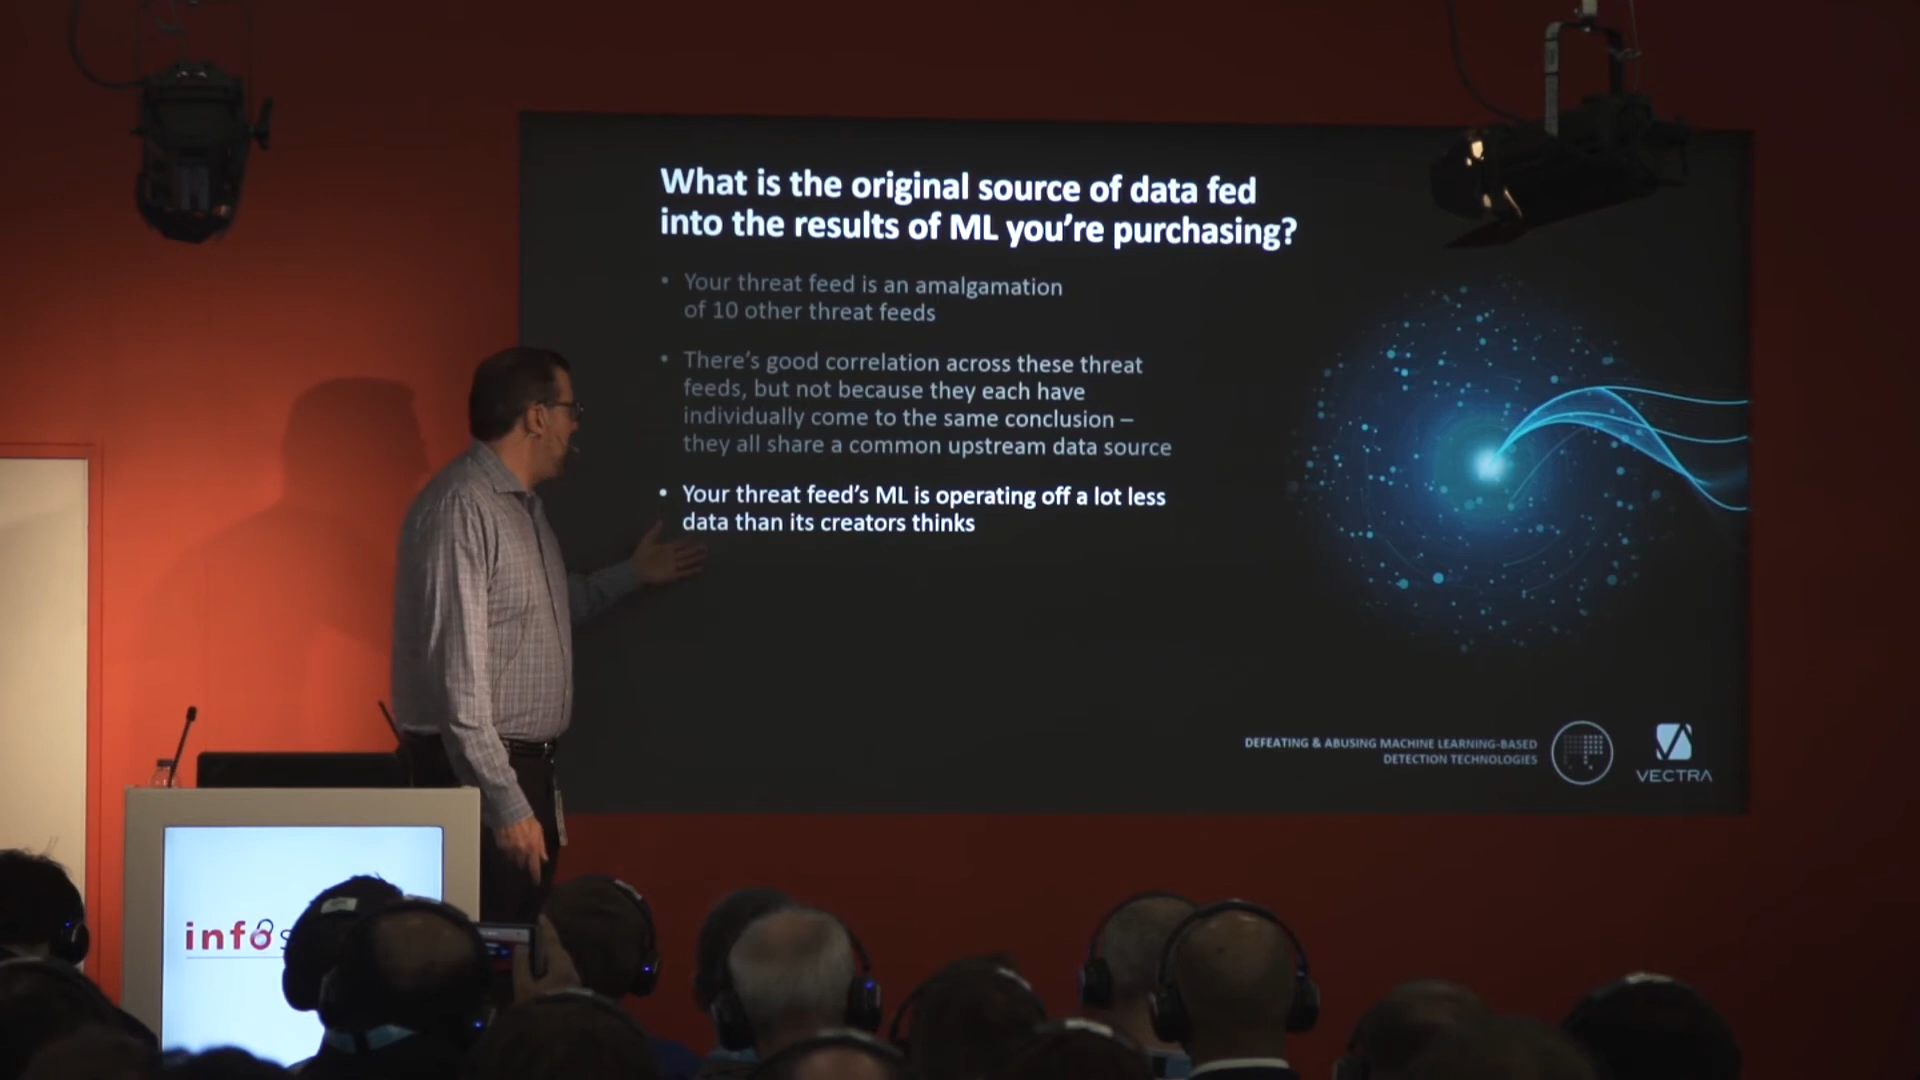 What is the original source of data fed
into the results of ML you're purchasing?
• Your threat feed is an amalgamation
of 10 other threat feeds
• There's good correlation across these threat
feeds, but not because they each have
individually come to the same conclusion –
they all share a common upstream data source
• Your threat feed's ML is operating off a lot less
data than its creators thinks
DEFEATING & ABUSING MACHINE LEARNING-BASED
DETECTION TECHNOLOGIES
VECTRA
infos